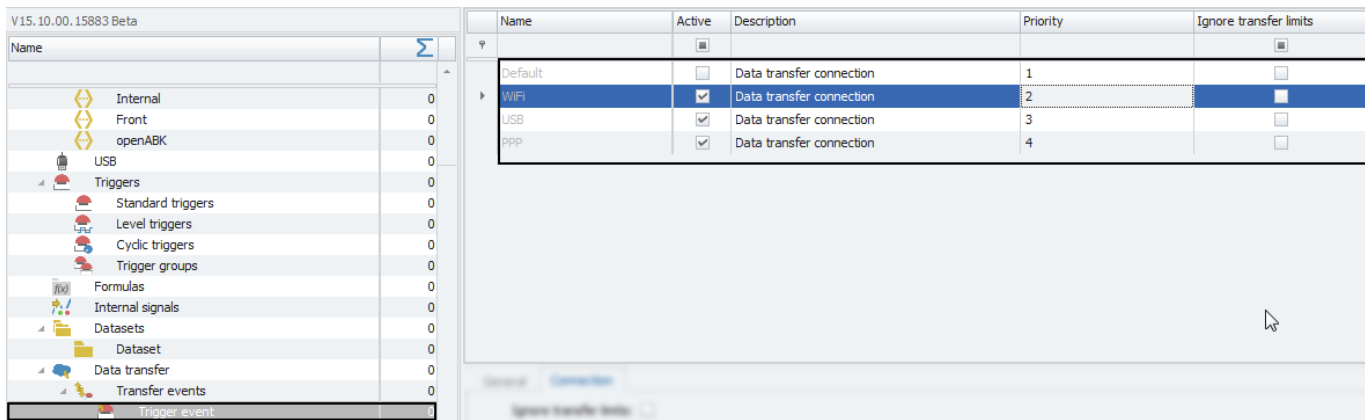 V15.10.00.15883 Beta
Name Σ
Internal 0
Front 0
openABK 0
USB 0
Triggers 0
Standard triggers 0
Level triggers 0
Cyclic triggers 0
Trigger groups 0
f(x) Formulas 0
Internal signals 0
Datasets 0
Dataset 0
Data transfer 0
Transfer events 0
Trigger event 0
Name Active Description Priority Ignore transfer limits
Default Data transfer connection 1
WiFi Data transfer connection 2
USB Data transfer connection 3
PPP Data transfer connection 4
General Connection
Ignore transfer limits: